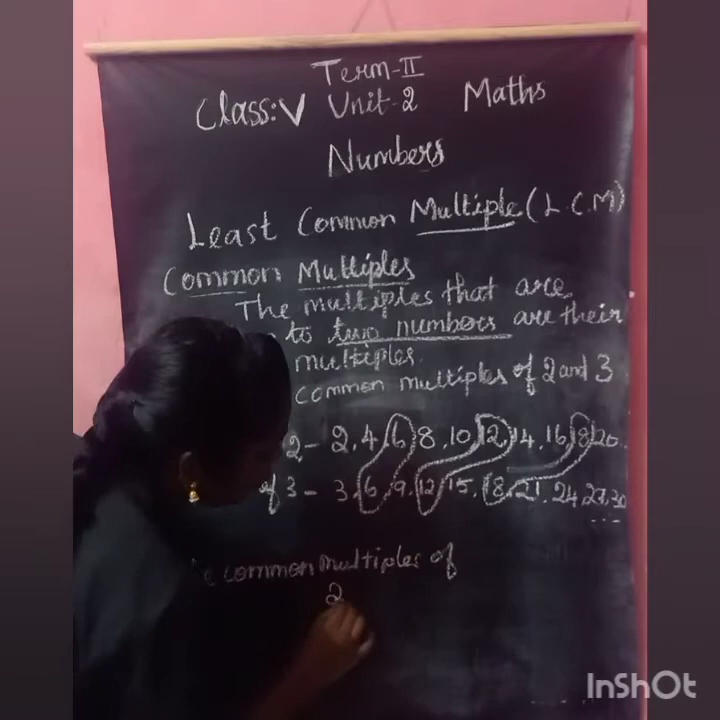 Term-II
Class:V Unit-2 Maths
Numbers
Least Common Multiple (L.C.M)
Common Multiples
The multiples that are
to two numbers are their
multiples.
common multiples of 2 and 3
2 - 2,4,6,8,10,12,14,16,18,20
of 3 - 3,6,9,12,15,18,21,24,27,30
...
common multiples of
2
InShOt